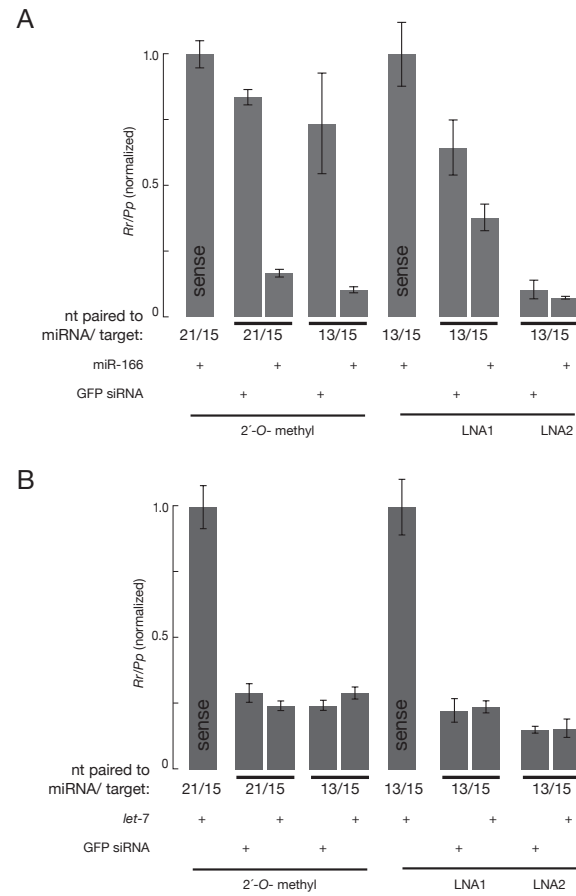 A
1.0
Rr/Pp (normalized)
0.5
0
sense
sense
nt paired to
miRNA/ target: 21/15 21/15 13/15 13/15 13/15 13/15
miR-166 + + + + + +
GFP siRNA + + + +
2´-O- methyl LNA1 LNA2
B
1.0
Rr/Pp (normalized)
0.5
0
sense
sense
nt paired to
miRNA/ target: 21/15 21/15 13/15 13/15 13/15 13/15
let-7 + + + + + +
GFP siRNA + + + +
2´-O- methyl LNA1 LNA2